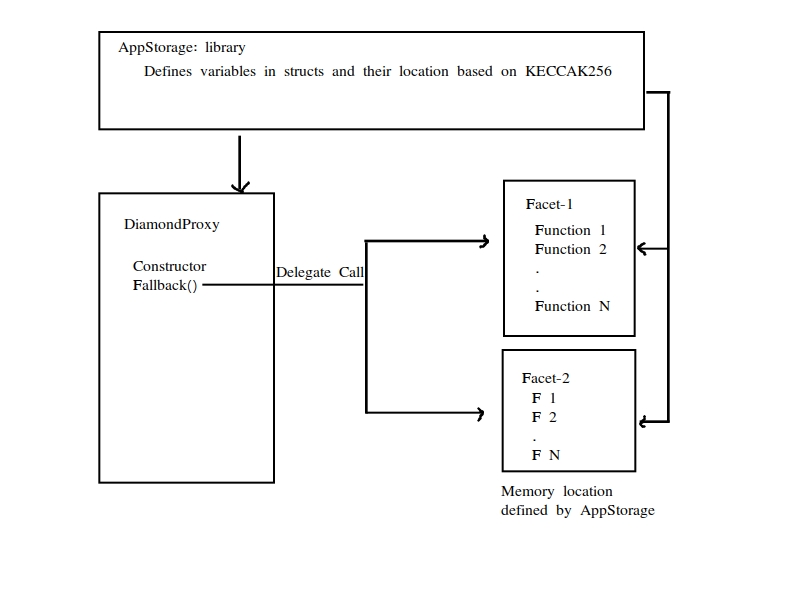 AppStorage: library
Defines variables in structs and their location based on KECCAK256
DiamondProxy
Constructor
Fallback()
Delegate Call
Facet-1
Function 1
Function 2
.
.
Function N
Facet-2
F 1
F 2
.
F N
Memory location
defined by AppStorage